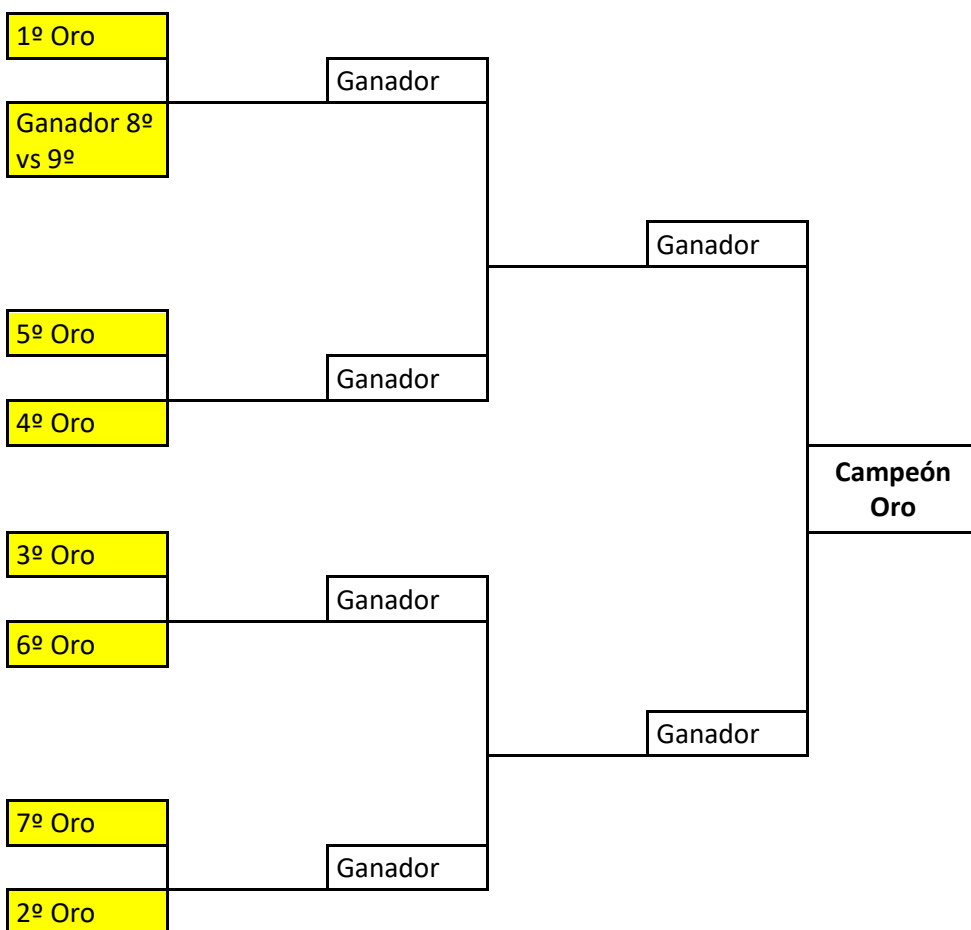 1º Oro
Ganador
Ganador 8º
vs 9º
Ganador
5º Oro
Ganador
4º Oro
Campeón
Oro
3º Oro
Ganador
6º Oro
Ganador
7º Oro
Ganador
2º Oro